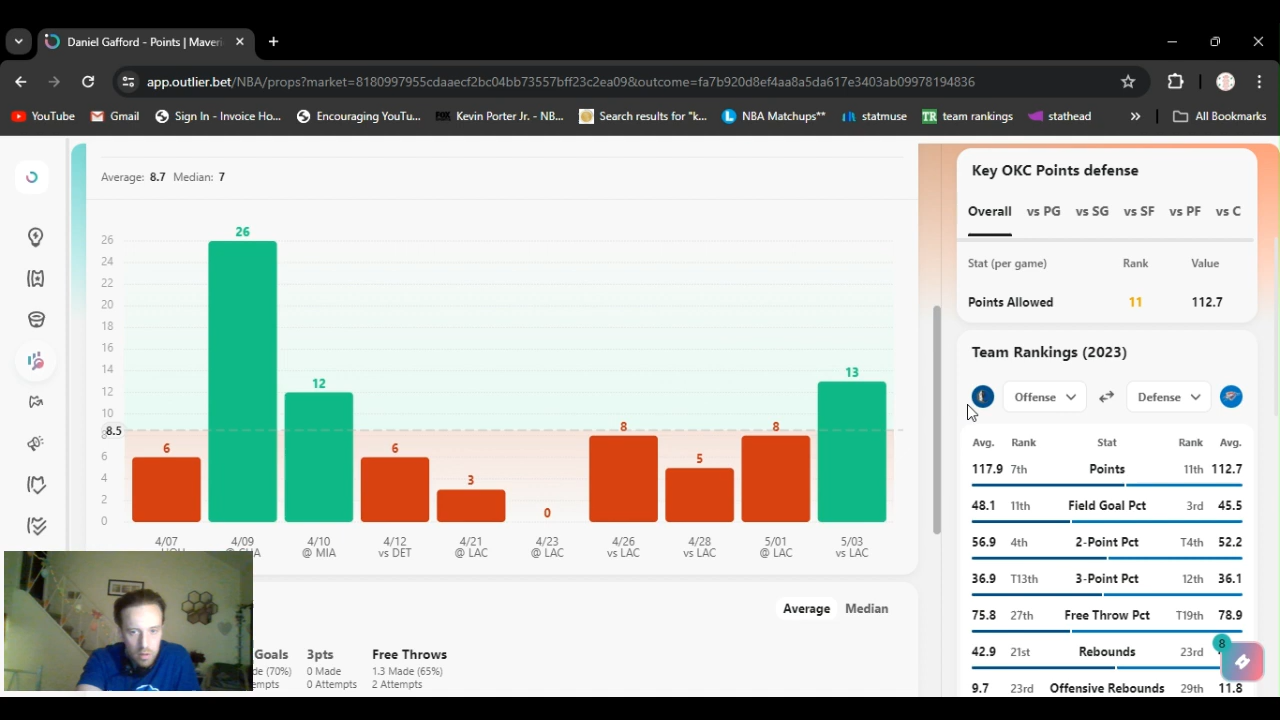 Daniel Gafford - Points | Maveri
app.outlier.bet/NBA/props?market=8180997955cdaaecf2bc04bb73557bff23c2ea09&outcome=fa7b920d8ef4aa8a5da617e3403ab09978194836
YouTube Gmail Sign In - Invoice Ho... Encouraging YouTu... Kevin Porter Jr. - NB... Search results for "k... NBA Matchups** statmuse TR team rankings stathead » All Bookmarks
Average: 8.7 Median: 7
26
24
22
20
18
16
14
12
10
8.5
6
4
2
0
6 26 12 6 3 0 8 5 8 13
4/07 4/09 4/10 4/12 4/21 4/23 4/26 4/28 5/01 5/03
@ MIA vs DET @ LAC @ LAC vs LAC vs LAC @ LAC vs LAC
Average Median
Goals 3pts Free Throws
de (70%) 0 Made 1.3 Made (65%)
empts 0 Attempts 2 Attempts
Key OKC Points defense
Overall vs PG vs SG vs SF vs PF vs C
Stat (per game) Rank Value
Points Allowed 11 112.7
Team Rankings (2023)
Offense Defense
Avg. Rank Stat Rank Avg.
117.9 7th Points 11th 112.7
48.1 11th Field Goal Pct 3rd 45.5
56.9 4th 2-Point Pct T4th 52.2
36.9 T13th 3-Point Pct 12th 36.1
75.8 27th Free Throw Pct T19th 78.9
42.9 21st Rebounds 23rd
8
9.7 23rd Offensive Rebounds 29th 11.8